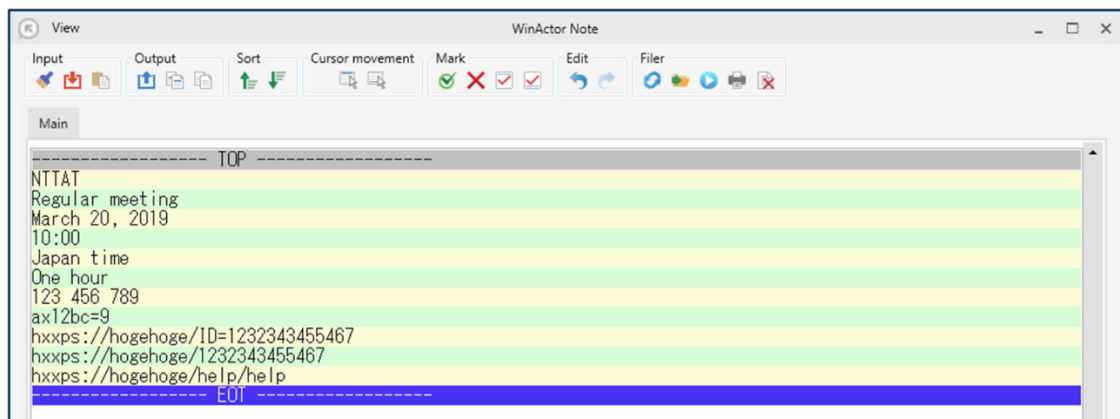 View WinActor Note
Input Output Sort Cursor movement Mark Edit Filer
Main
------------------ TOP ------------------
NTTAT
Regular meeting
March 20, 2019
10:00
Japan time
One hour
123 456 789
ax12bc=9
hxxps://hogehoge/ID=1232343455467
hxxps://hogehoge/1232343455467
hxxps://hogehoge/help/help
------------------ EOT ------------------